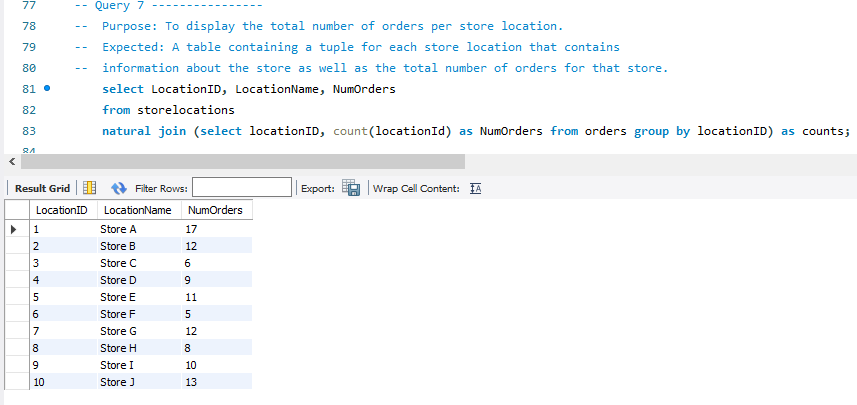 77 -- Query 7 ----------------
78 -- Purpose: To display the total number of orders per store location.
79 -- Expected: A table containing a tuple for each store location that contains
80 -- information about the store as well as the total number of orders for that store.
81 select LocationID, LocationName, NumOrders
82 from storelocations
83 natural join (select locationID, count(locationId) as NumOrders from orders group by locationID) as counts;
84
Result Grid Filter Rows: Export: Wrap Cell Content:
LocationID LocationName NumOrders
1 Store A 17
2 Store B 12
3 Store C 6
4 Store D 9
5 Store E 11
6 Store F 5
7 Store G 12
8 Store H 8
9 Store I 10
10 Store J 13